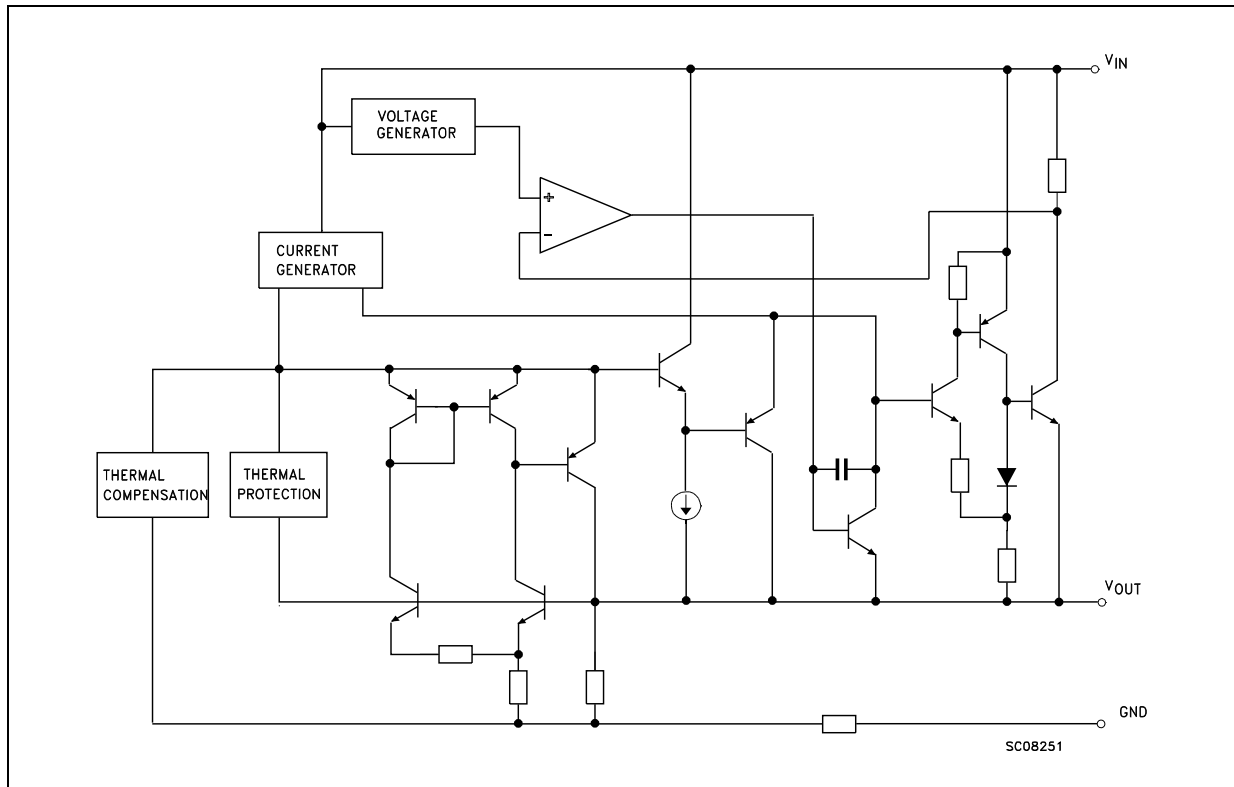 VIN
VOLTAGE
GENERATOR
+
-
CURRENT
GENERATOR
THERMAL
COMPENSATION
THERMAL
PROTECTION
VOUT
GND
SC08251